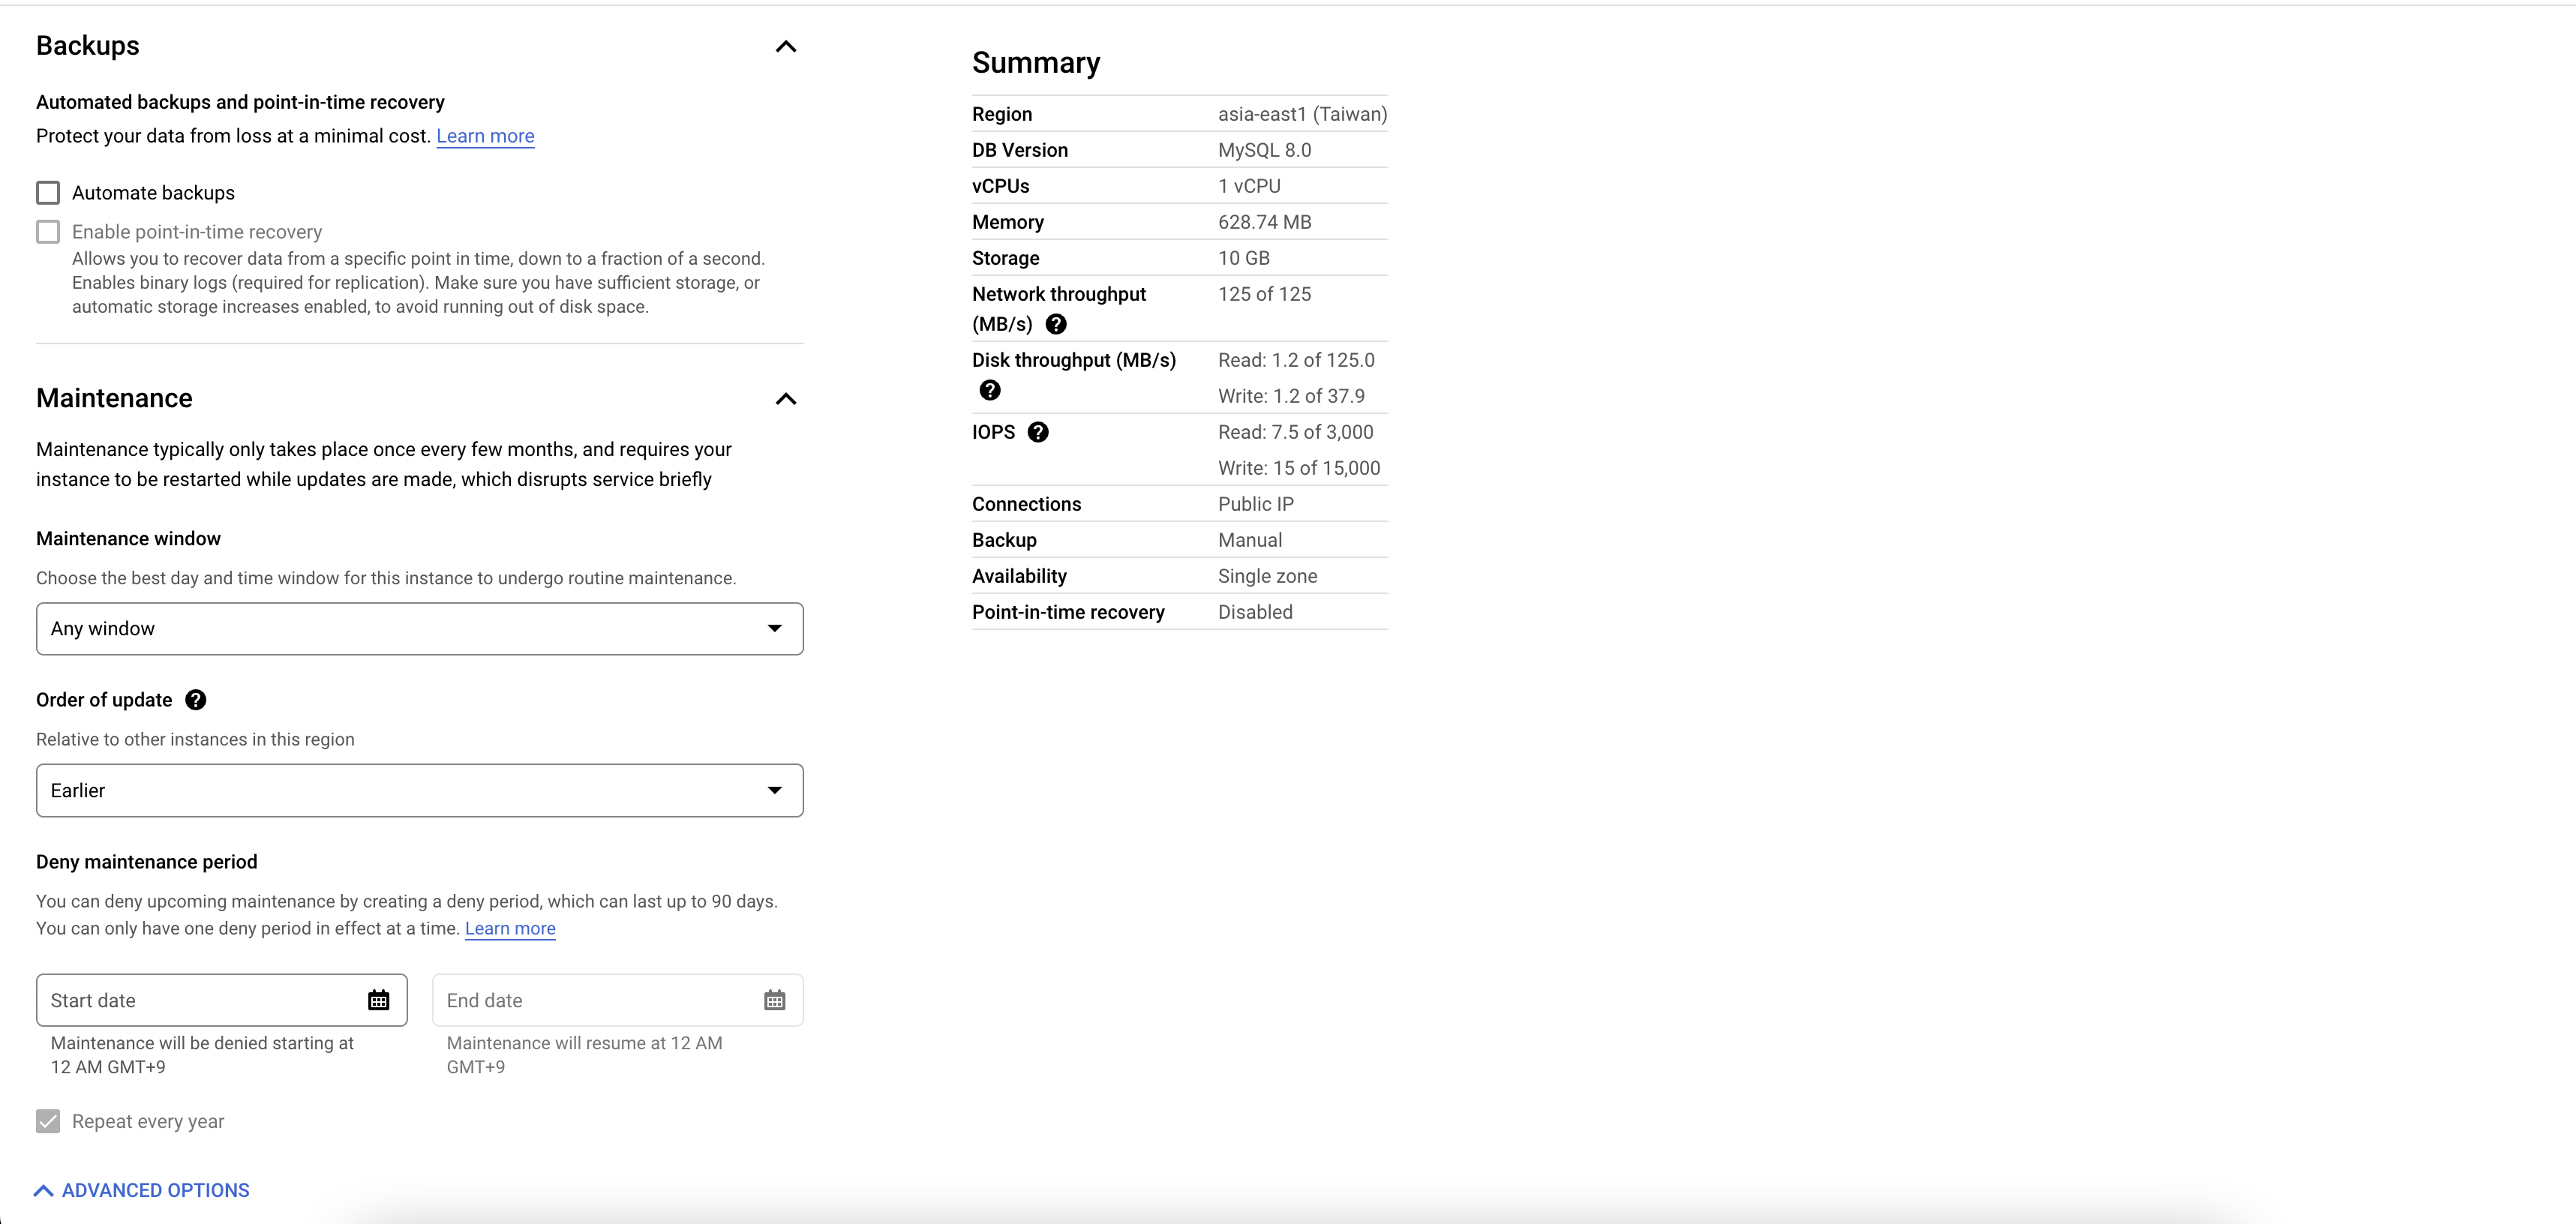 Backups
Automated backups and point-in-time recovery
Protect your data from loss at a minimal cost. Learn more
Automate backups
Enable point-in-time recovery
Allows you to recover data from a specific point in time, down to a fraction of a second.
Enables binary logs (required for replication). Make sure you have sufficient storage, or
automatic storage increases enabled, to avoid running out of disk space.
Maintenance
Maintenance typically only takes place once every few months, and requires your
instance to be restarted while updates are made, which disrupts service briefly
Maintenance window
Choose the best day and time window for this instance to undergo routine maintenance.
Any window
Order of update
Relative to other instances in this region
Earlier
Deny maintenance period
You can deny upcoming maintenance by creating a deny period, which can last up to 90 days.
You can only have one deny period in effect at a time. Learn more
Start date
Maintenance will be denied starting at
12 AM GMT+9
End date
Maintenance will resume at 12 AM
GMT+9
Repeat every year
ADVANCED OPTIONS
Summary
Region asia-east1 (Taiwan)
DB Version MySQL 8.0
vCPUs 1 vCPU
Memory 628.74 MB
Storage 10 GB
Network throughput 125 of 125
(MB/s)
Disk throughput (MB/s) Read: 1.2 of 125.0
Write: 1.2 of 37.9
IOPS Read: 7.5 of 3,000
Write: 15 of 15,000
Connections Public IP
Backup Manual
Availability Single zone
Point-in-time recovery Disabled